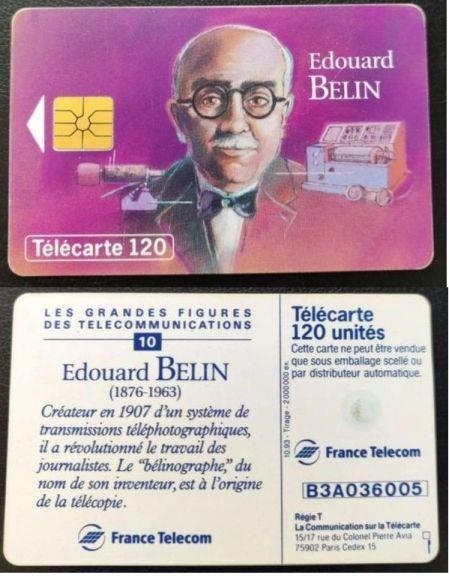 Edouard
BELIN
Télécarte 120
LES GRANDES FIGURES
DES TELECOMMUNICATIONS
10
Edouard BELIN
(1876-1963)
Créateur en 1907 d'un système de
transmissions téléphotographiques,
il a révolutionné le travail des
journalistes. Le "bélinographe," du
nom de son inventeur, est à l'origine
de la télécopie.
France Telecom
10.93 - Tirage - 2 000 000 ex.
Télécarte
120 unités
Cette carte ne peut être vendue
que sous emballage scellé ou
par distributeur automatique.
France Telecom
B3A036005
Régie T
La Communication sur la Télécarte
15/17 rue du Colonel Pierre Avia
75902 Paris Cedex 15